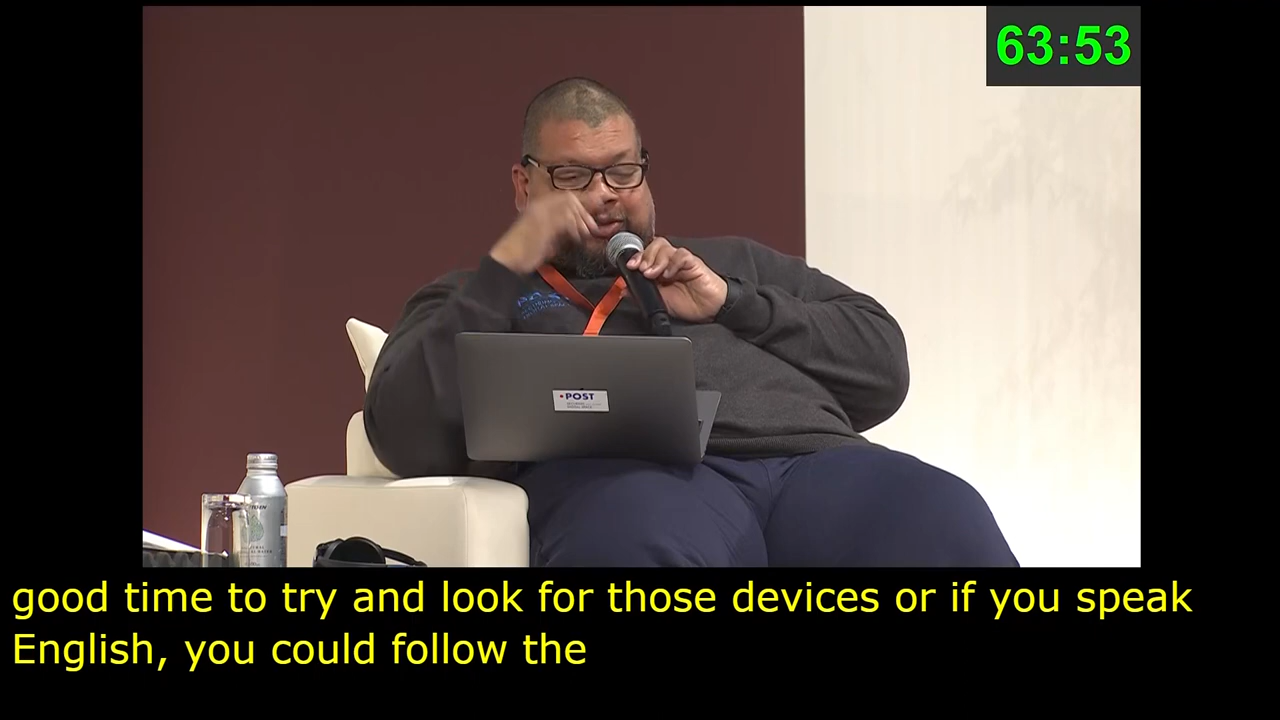 63:53
POST
good time to try and look for those devices or if you speak
English, you could follow the